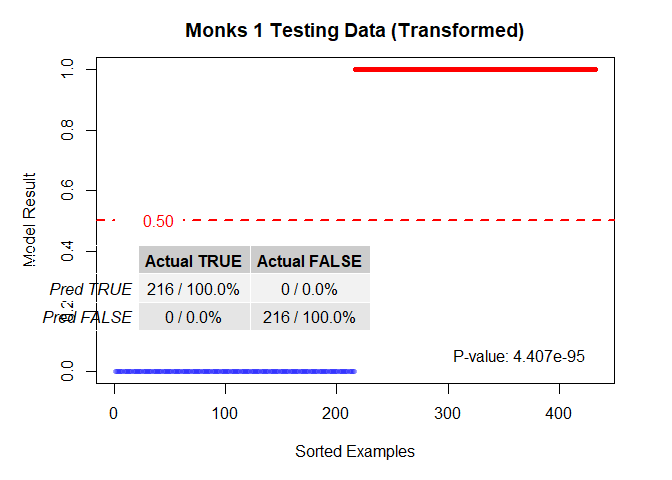 Monks 1 Testing Data (Transformed)
Model Result
1.0
0.8
0.6
0.4
0.2
0.0
0.50
Actual TRUE Actual FALSE
Pred TRUE 216 / 100.0% 0 / 0.0%
Pred FALSE 0 / 0.0% 216 / 100.0%
P-value: 4.407e-95
0 100 200 300 400
Sorted Examples